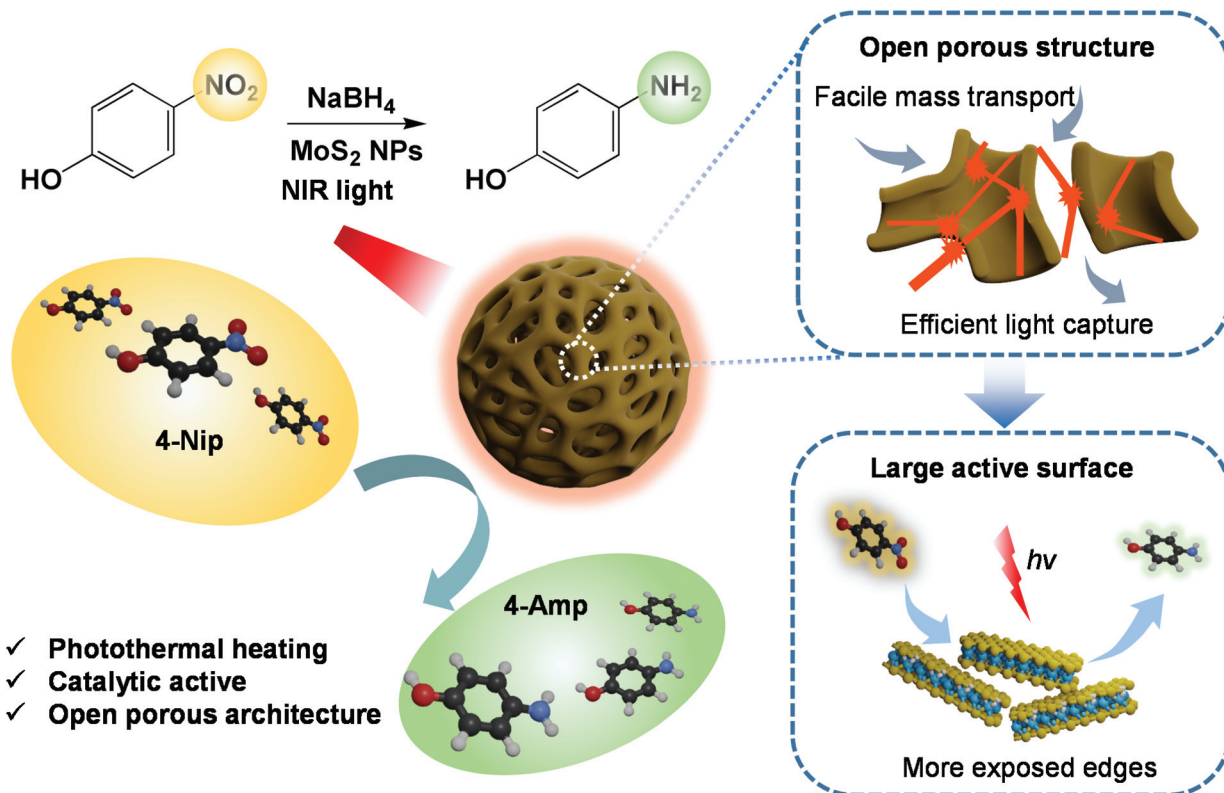 NO2
HO
NaBH4
MoS2 NPs
NIR light
NH2
HO
4-Nip
4-Amp
✓ Photothermal heating
✓ Catalytic active
✓ Open porous architecture
Open porous structure
Facile mass transport
Efficient light capture
Large active surface
hv
More exposed edges